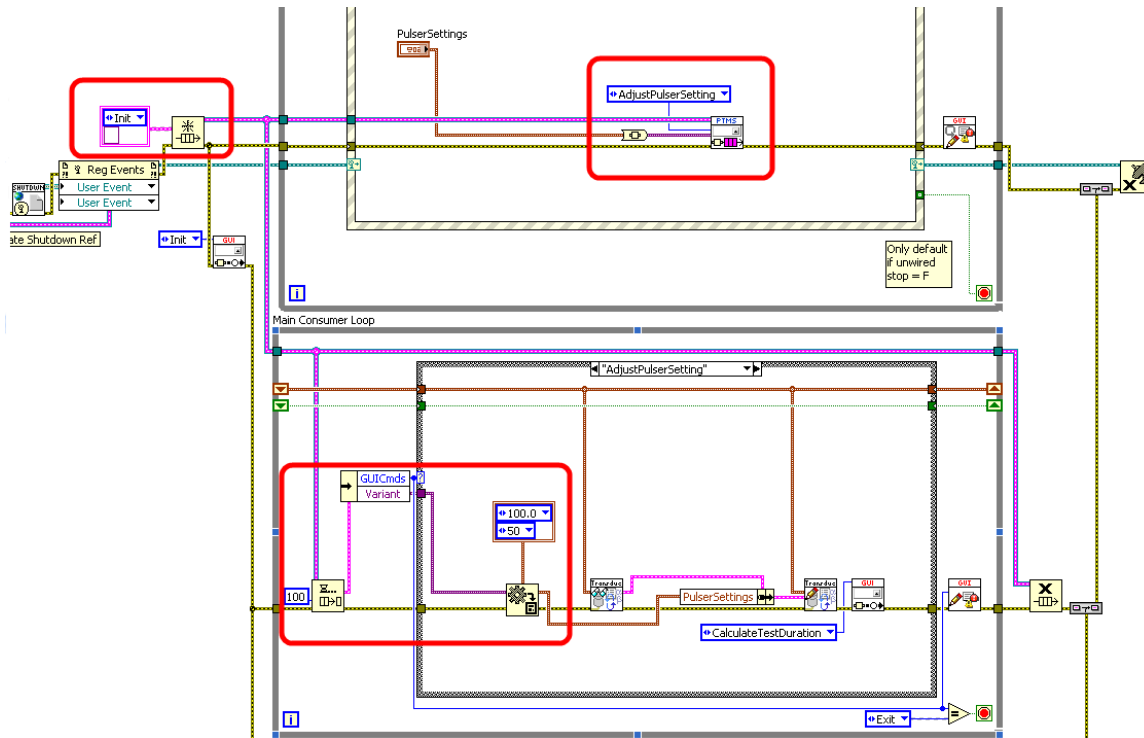 PulserSettings
AdjustPulserSetting
Init
PTMS
GUI
Reg Events
SHUTDOWN
User Event
User Event
ate Shutdown Ref
Init
GUI
Only default
if unwired
stop = F
i
Main Consumer Loop
"AdjustPulserSetting"
GUICmds
?
Variant
100.0
50
100
Transduc
PulserSettings
Transduc
GUI
GUI
CalculateTestDuration
i
Exit
=